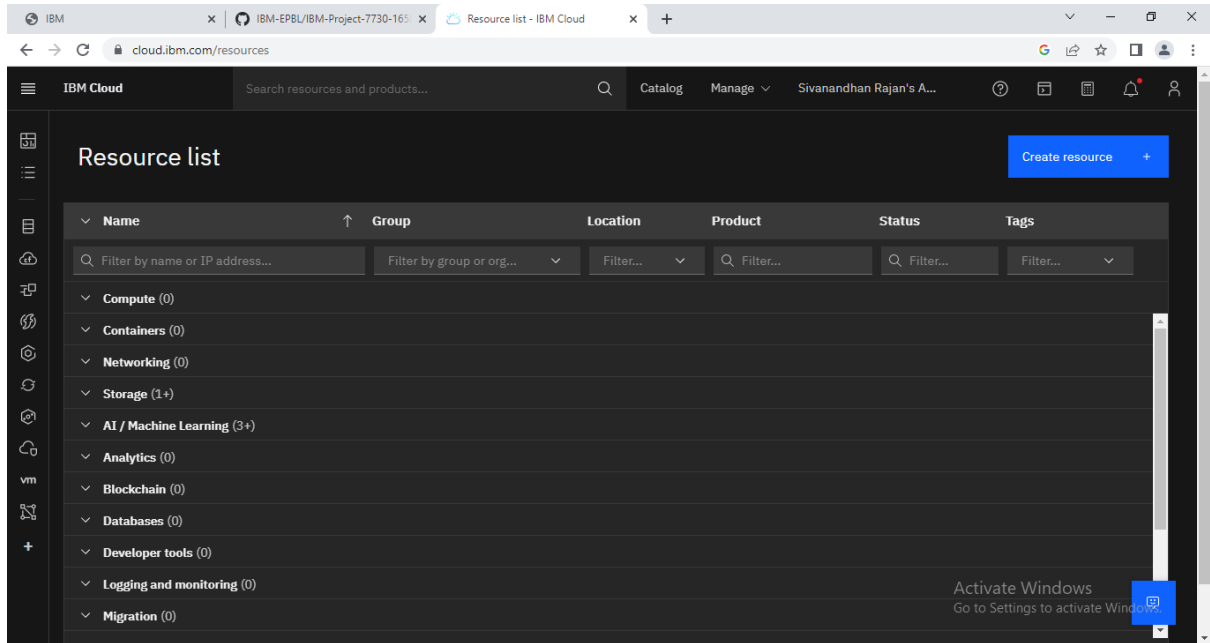 IBM
IBM-EPBL/IBM-Project-7730-165
Resource list - IBM Cloud
cloud.ibm.com/resources
IBM Cloud
Search resources and products...
Catalog
Manage
Sivanandhan Rajan's A...
Resource list
Create resource +
Name
Group
Location
Product
Status
Tags
Filter by name or IP address...
Filter by group or org...
Filter...
Filter...
Filter...
Filter...
Compute (0)
Containers (0)
Networking (0)
Storage (1+)
AI / Machine Learning (3+)
Analytics (0)
vm
Blockchain (0)
Databases (0)
Developer tools (0)
Logging and monitoring (0)
Migration (0)
Activate Windows
Go to Settings to activate Windows.